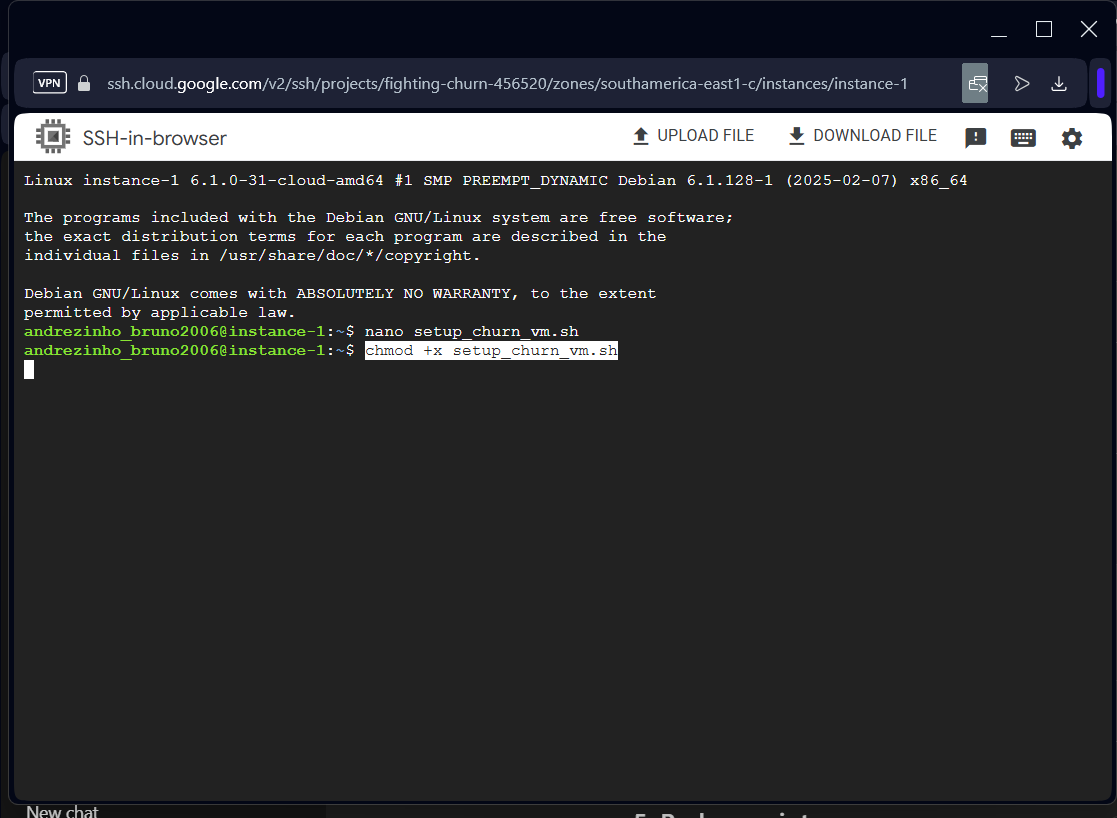 VPN
ssh.cloud.google.com/v2/ssh/projects/fighting-churn-456520/zones/southamerica-east1-c/instances/instance-1
SSH-in-browser
UPLOAD FILE
DOWNLOAD FILE
Linux instance-1 6.1.0-31-cloud-amd64 #1 SMP PREEMPT_DYNAMIC Debian 6.1.128-1 (2025-02-07) x86_64
The programs included with the Debian GNU/Linux system are free software;
the exact distribution terms for each program are described in the
individual files in /usr/share/doc/*/copyright.
Debian GNU/Linux comes with ABSOLUTELY NO WARRANTY, to the extent
permitted by applicable law.
andrezinho_bruno2006@instance-1:~$ nano setup_churn_vm.sh
andrezinho_bruno2006@instance-1:~$ chmod +x setup_churn_vm.sh
New chat